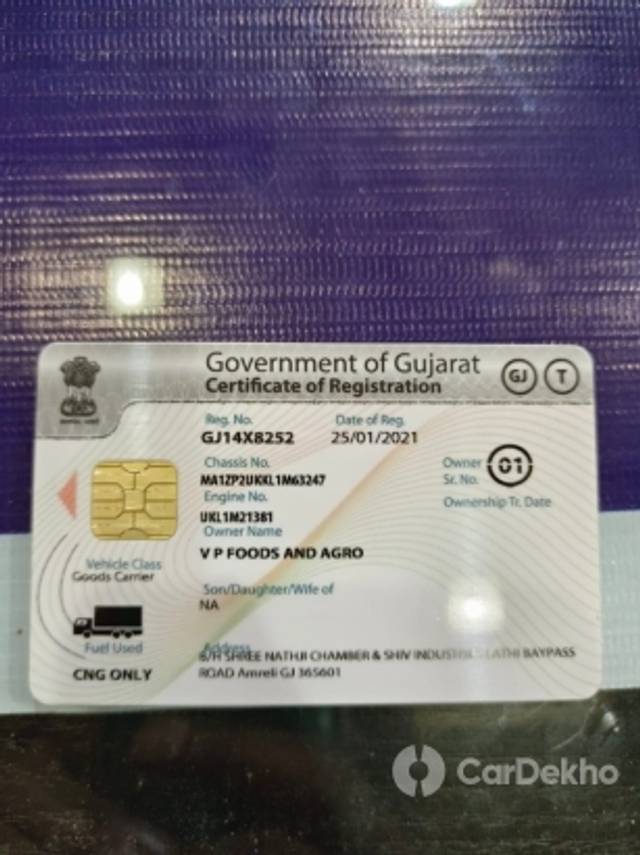 Government of Gujarat
Certificate of Registration
GJ T
Reg. No. Date of Reg.
GJ14X8252 25/01/2021
Chassis No.
MA1ZP2UKKL1M63247
Engine No.
UKL1M21381
Owner Sr. No. 01
Ownership Tr. Date
Owner Name
V P FOODS AND AGRO
Vehicle Class
Goods Carrier
Son/Daughter/Wife of
NA
Fuel Used
CNG ONLY
Address
B/H SHREE NATHJI CHAMBER & SHIV INDUSTRIES LATHI BAYPASS
ROAD Amreli GJ 365601
CarDekho